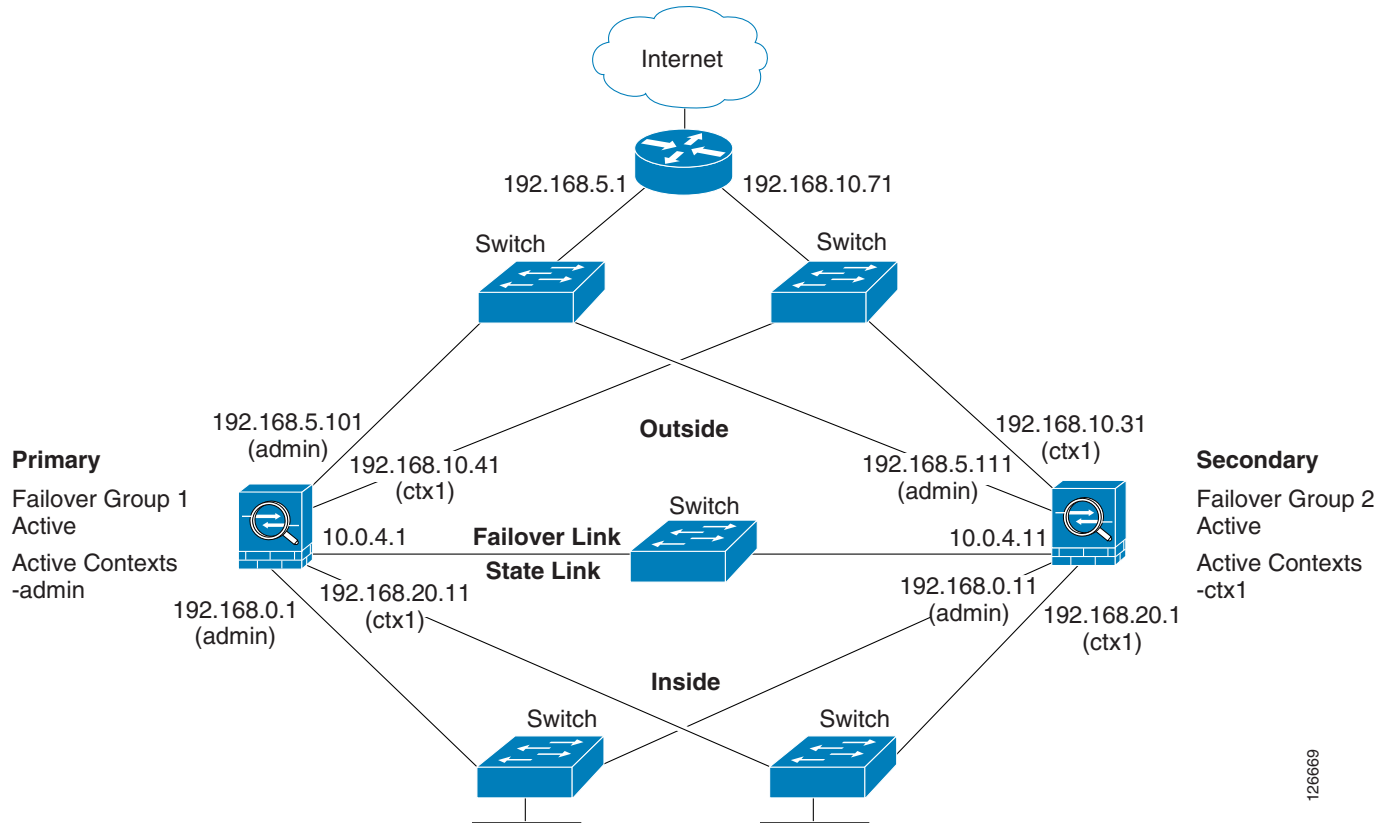 Internet
192.168.5.1
192.168.10.71
Switch
Switch
192.168.5.101
(admin)
192.168.10.41
(ctx1)
Outside
192.168.10.31
(ctx1)
192.168.5.111
(admin)
Primary
Failover Group 1
Active
Active Contexts
-admin
Secondary
Failover Group 2
Active
Active Contexts
-ctx1
Switch
10.0.4.1
Failover Link
10.0.4.11
State Link
192.168.0.1
(admin)
192.168.20.11
(ctx1)
192.168.0.11
(admin)
192.168.20.1
(ctx1)
Inside
Switch
Switch
126669